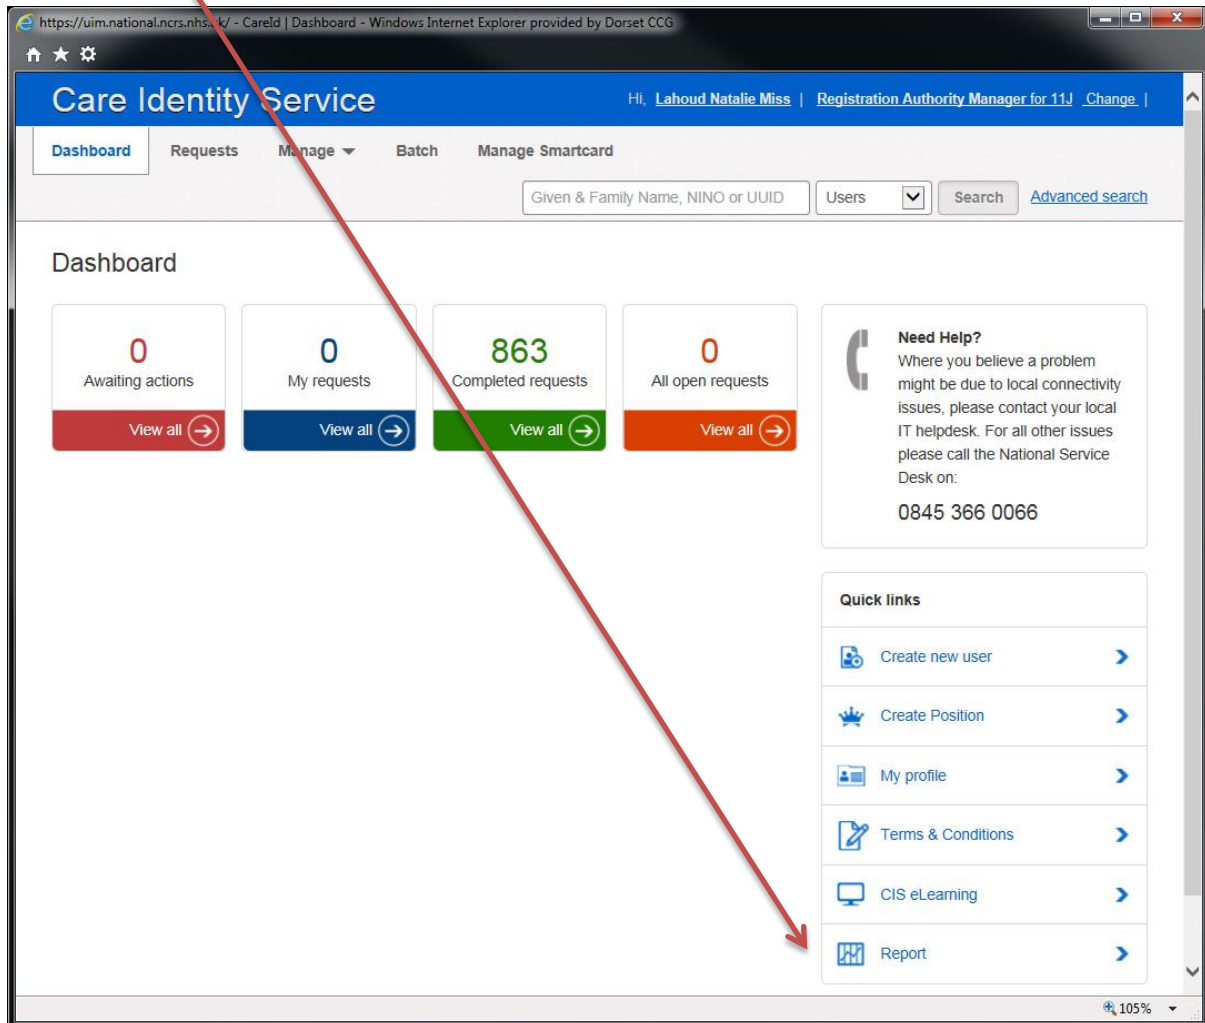 https://uim.national.ncrs.nhs.uk/ - CareId | Dashboard - Windows Internet Explorer provided by Dorset CCG
Care Identity Service
Hi, Lahoud Natalie Miss | Registration Authority Manager for 11J Change |
Dashboard Requests Manage Batch Manage Smartcard
Given & Family Name, NINO or UUID Users Search Advanced search
Dashboard
0
Awaiting actions
View all
0
My requests
View all
863
Completed requests
View all
0
All open requests
View all
Need Help?
Where you believe a problem
might be due to local connectivity
issues, please contact your local
IT helpdesk. For all other issues
please call the National Service
Desk on:
0845 366 0066
Quick links
Create new user
Create Position
My profile
Terms & Conditions
CIS eLearning
Report
105%